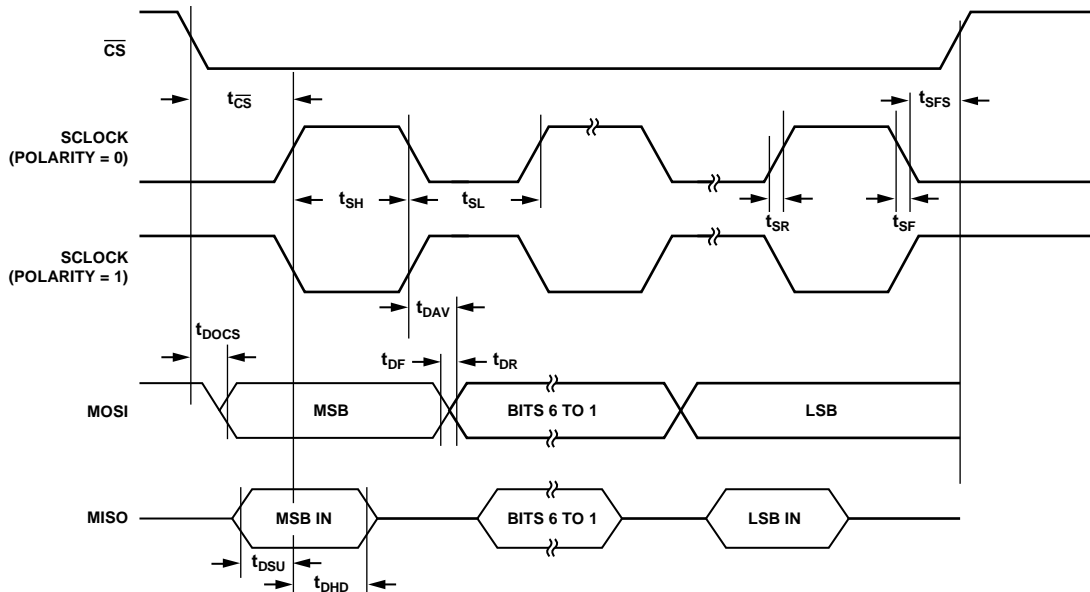 CS
tCS
tSFS
SCLOCK
(POLARITY = 0)
tSH
tSL
tSR
tSF
SCLOCK
(POLARITY = 1)
tDAV
tDOCS
tDF
tDR
MOSI
MSB
BITS 6 TO 1
LSB
MISO
MSB IN
BITS 6 TO 1
LSB IN
tDSU
tDHD